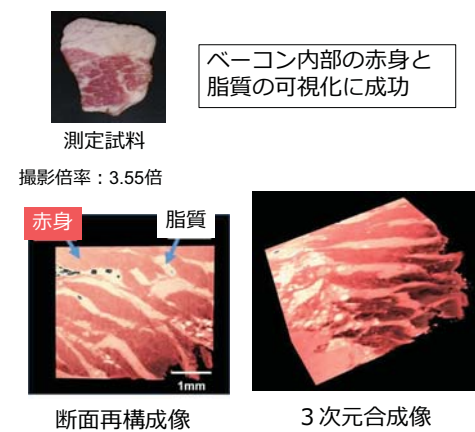 ベーコン内部の赤身と
脂質の可視化に成功
測定試料
撮影倍率：3.55倍
赤身
脂質
1mm
断面再構成像
３次元合成像